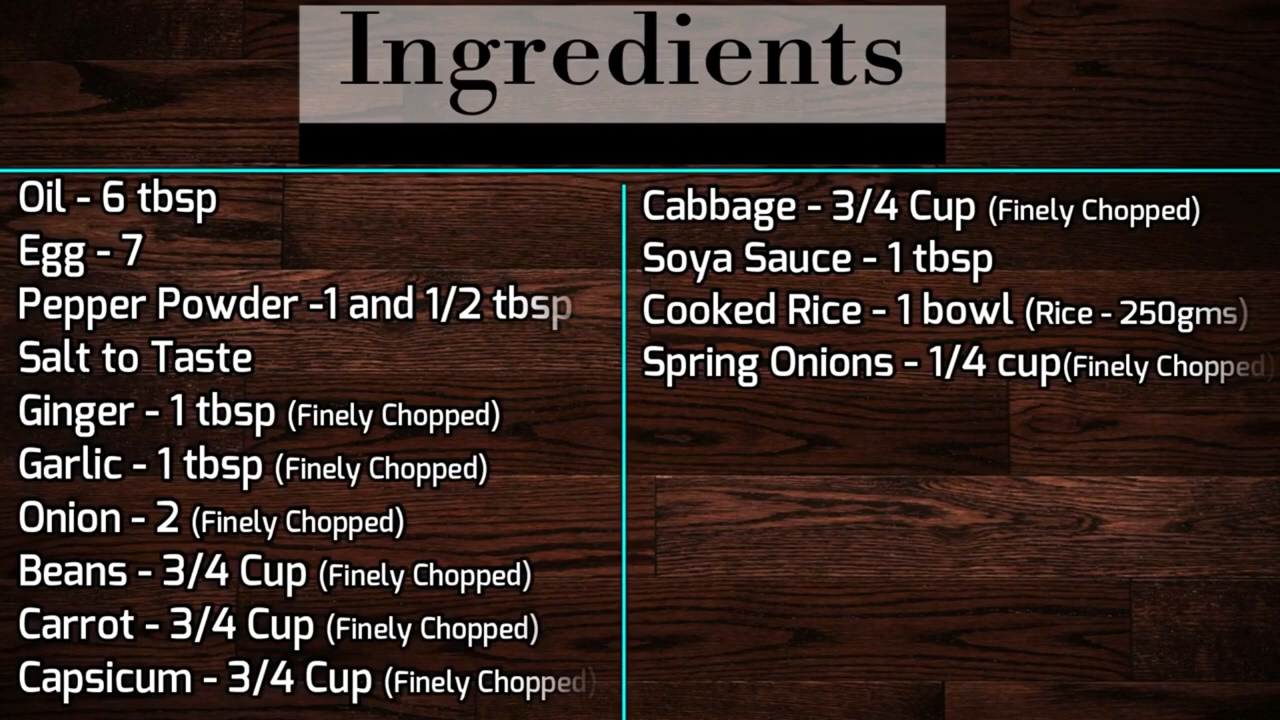 Ingredients
Oil - 6 tbsp
Egg - 7
Pepper Powder -1 and 1/2 tbsp
Salt to Taste
Ginger - 1 tbsp (Finely Chopped)
Garlic - 1 tbsp (Finely Chopped)
Onion - 2 (Finely Chopped)
Beans - 3/4 Cup (Finely Chopped)
Carrot - 3/4 Cup (Finely Chopped)
Capsicum - 3/4 Cup (Finely Chopped)
Cabbage - 3/4 Cup (Finely Chopped)
Soya Sauce - 1 tbsp
Cooked Rice - 1 bowl (Rice - 250gms)
Spring Onions - 1/4 cup(Finely Chopped)